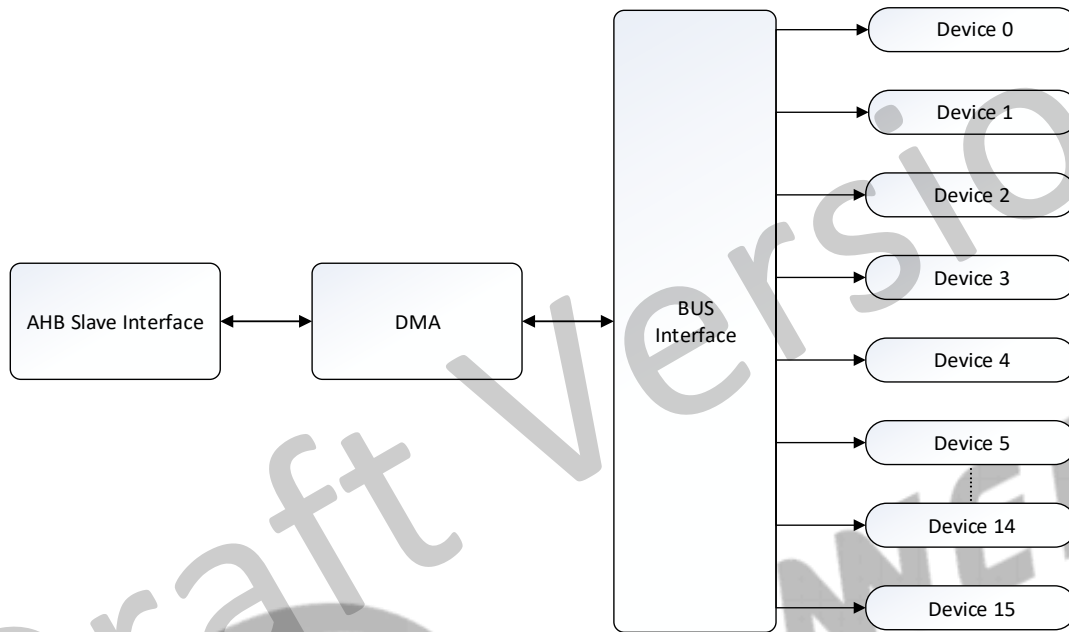 Device 0
Device 1
Device 2
AHB Slave Interface
DMA
BUS
Interface
Device 3
Device 4
Device 5
Device 14
Device 15